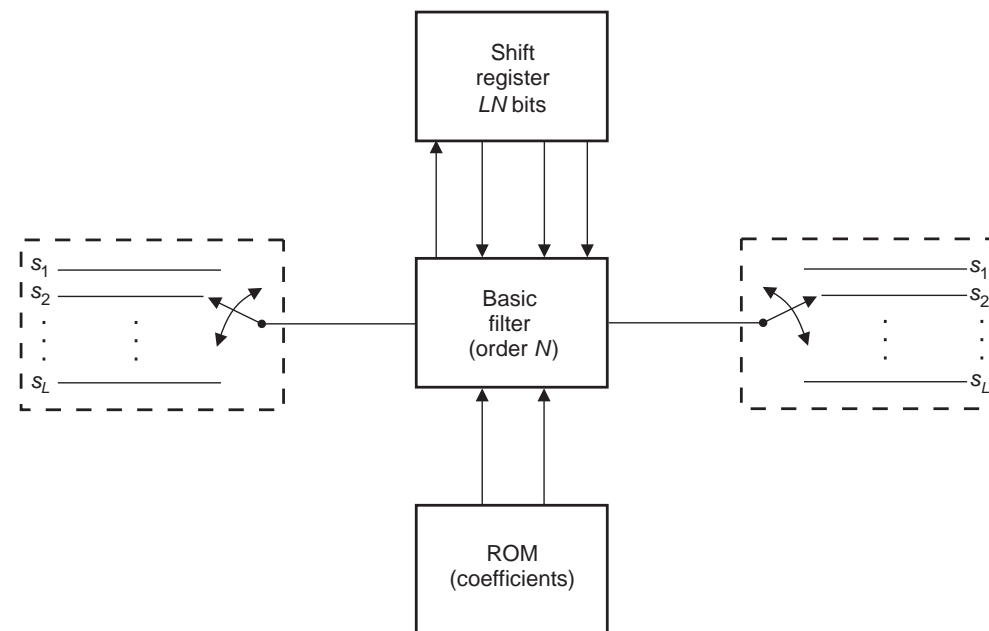 Shift
register
LN bits
s1
s2
sL
Basic
filter
(order N)
s1
s2
sL
ROM
(coefficients)